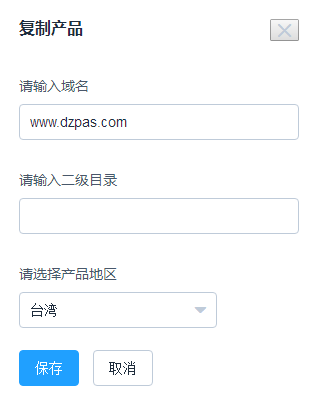 复制产品
请输入域名
www.dzpas.com
请输入二级目录
请选择产品地区
台湾
保存 取消